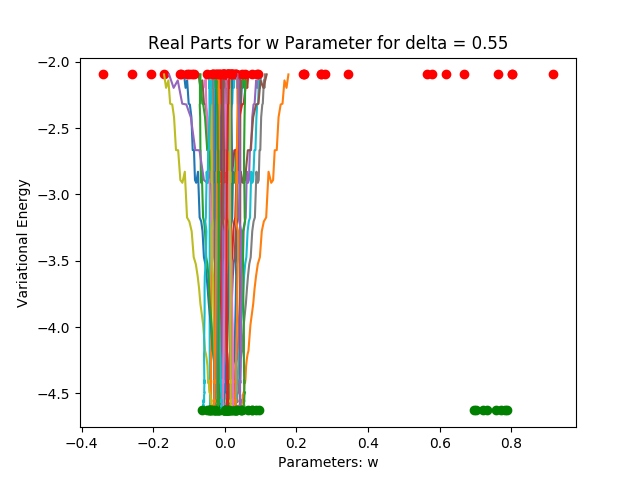 Real Parts for w Parameter for delta = 0.55
−2.0
−2.5
−3.0
−3.5
−4.0
−4.5
Variational Energy
−0.4 −0.2 0.0 0.2 0.4 0.6 0.8
Parameters: w